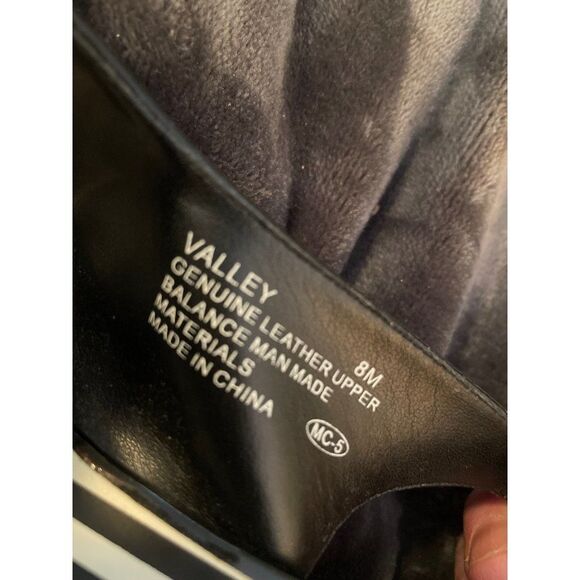 VALLEY 8M
GENUINE LEATHER UPPER
BALANCE MAN MADE
MATERIALS
MADE IN CHINA
MC-5